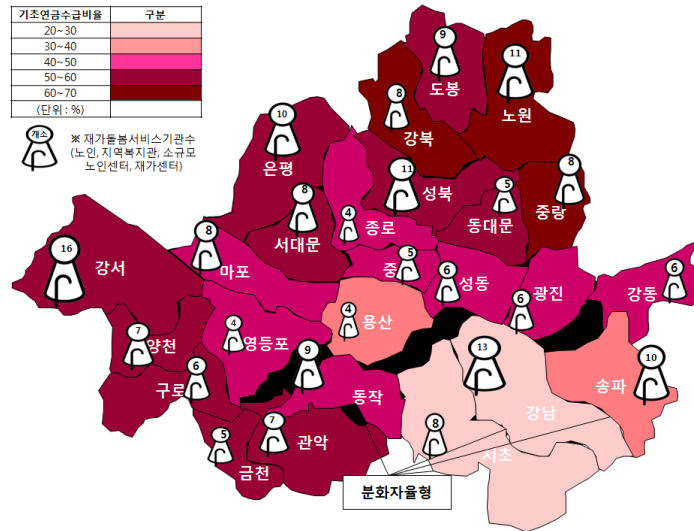 기초연금수급비율 구분
20~30
30~40
40~50
50~60
60~70
(단위 : %)
개소
※ 재가돌봄서비스기관수
(노인, 지역복지관, 소규모
노인센터, 재가센터)
9
도봉
11
노원
8
강북
10
은평
11
성북
8
중랑
5
동대문
8
서대문
4
종로
16
강서
8
마포
5
중
6
성동
6
광진
6
강동
7
양천
4
영등포
4
용산
6
구로
9
동작
13
강남
10
송파
5
금천
7
관악
8
서초
분화자율형